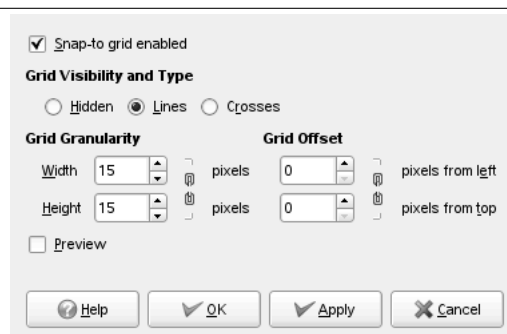 Snap-to grid enabled
Grid Visibility and Type
Hidden Lines Crosses
Grid Granularity Grid Offset
Width 15 pixels 0 pixels from left
Height 15 pixels 0 pixels from top
Preview
Help OK Apply Cancel